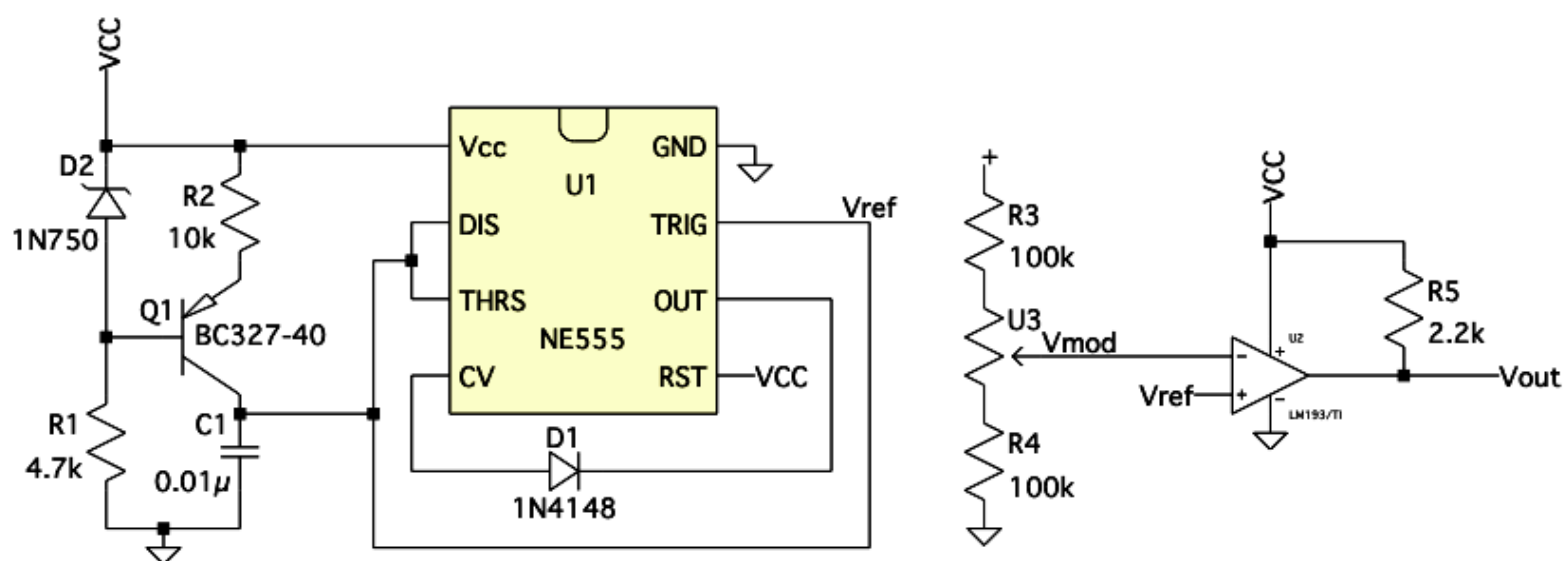 VCC
D2
1N750
R2
10k
Q1
BC327-40
R1
4.7k
C1
0.01µ
Vcc
GND
U1
DIS
TRIG
THRS
OUT
NE555
CV
RST
VCC
D1
1N4148
Vref
+
R3
100k
U3
Vmod
R4
100k
VCC
R5
2.2k
U2
Vref
LM193/TI
Vout